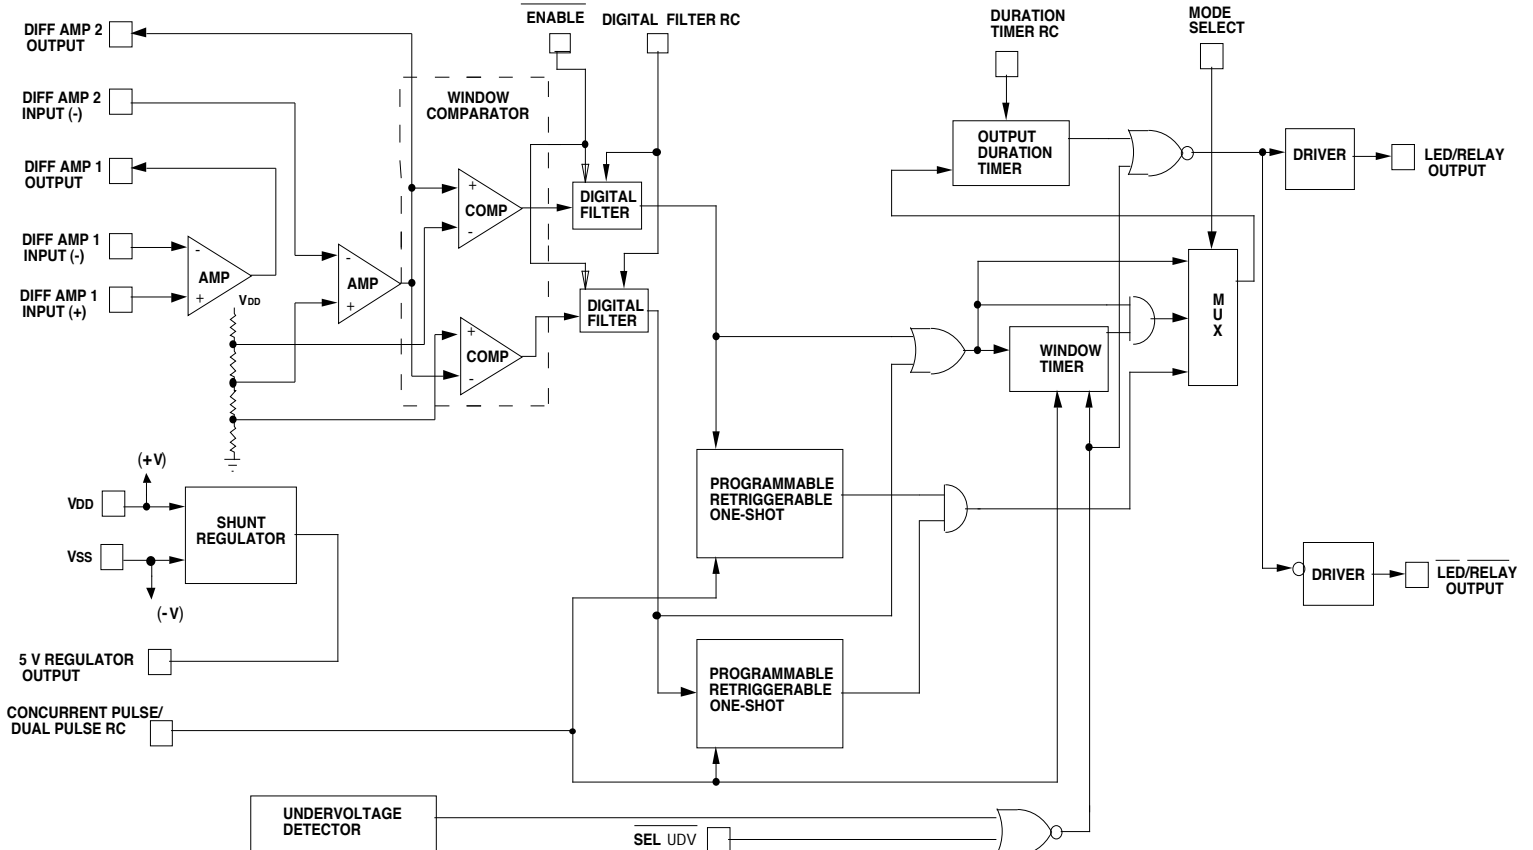 ENABLE
DIGITAL FILTER RC
DURATION
TIMER RC
MODE
SELECT
DIFF AMP 2
OUTPUT
DIFF AMP 2
INPUT (-)
DIFF AMP 1
OUTPUT
DIFF AMP 1
INPUT (-)
DIFF AMP 1
INPUT (+)
-
AMP
+
VDD
-
AMP
+
WINDOW
COMPARATOR
+
COMP
-
+
COMP
-
DIGITAL
FILTER
DIGITAL
FILTER
OUTPUT
DURATION
TIMER
DRIVER
LED/RELAY
OUTPUT
WINDOW
TIMER
M
U
X
(+V)
VDD
VSS
(-V)
SHUNT
REGULATOR
5 V REGULATOR
OUTPUT
PROGRAMMABLE
RETRIGGERABLE
ONE-SHOT
DRIVER
LED/RELAY
OUTPUT
PROGRAMMABLE
RETRIGGERABLE
ONE-SHOT
CONCURRENT PULSE/
DUAL PULSE RC
UNDERVOLTAGE
DETECTOR
SEL UDV